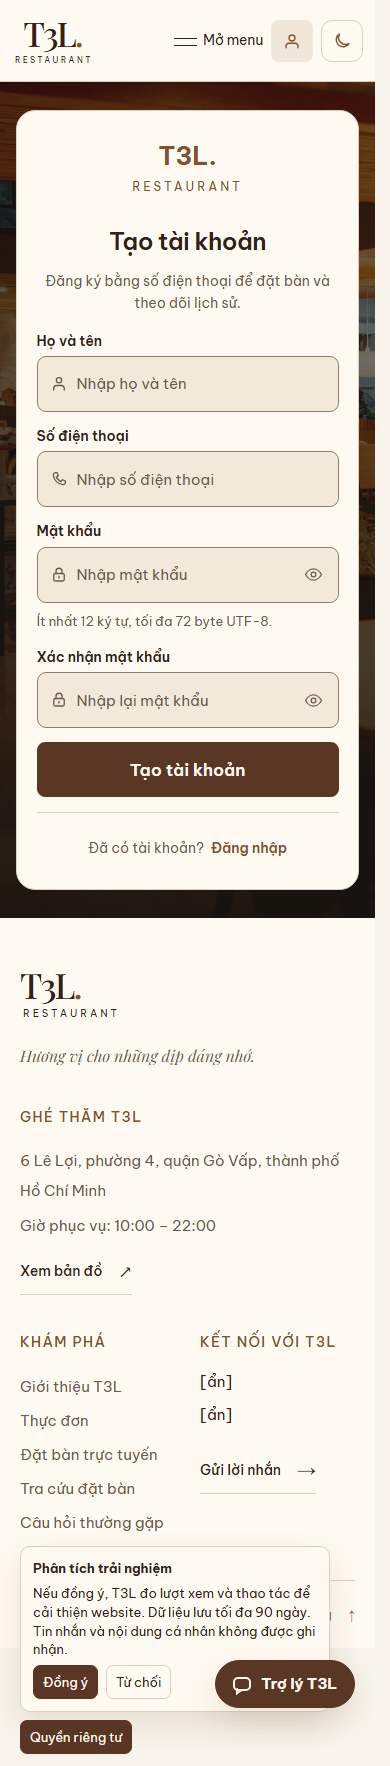 T3L.
RESTAURANT
Mở menu
T3L.
RESTAURANT
Tạo tài khoản
Đăng ký bằng số điện thoại để đặt bàn và
theo dõi lịch sử.
Họ và tên
Nhập họ và tên
Số điện thoại
Nhập số điện thoại
Mật khẩu
Nhập mật khẩu
Ít nhất 12 ký tự, tối đa 72 byte UTF-8.
Xác nhận mật khẩu
Nhập lại mật khẩu
Tạo tài khoản
Đã có tài khoản? Đăng nhập
T3L.
RESTAURANT
Hương vị cho những dịp đáng nhớ.
GHÉ THĂM T3L
6 Lê Lợi, phường 4, quận Gò Vấp, thành phố
Hồ Chí Minh
Giờ phục vụ: 10:00 – 22:00
Xem bản đồ ↗
KHÁM PHÁ
Giới thiệu T3L
Thực đơn
Đặt bàn trực tuyến
Tra cứu đặt bàn
Câu hỏi thường gặp
KẾT NỐI VỚI T3L
[ẩn]
[ẩn]
Gửi lời nhắn →
↑
Phân tích trải nghiệm
Nếu đồng ý, T3L đo lượt xem và thao tác để
cải thiện website. Dữ liệu lưu tối đa 90 ngày.
Tin nhắn và nội dung cá nhân không được ghi
nhận.
Đồng ý
Từ chối
Trợ lý T3L
Quyền riêng tư